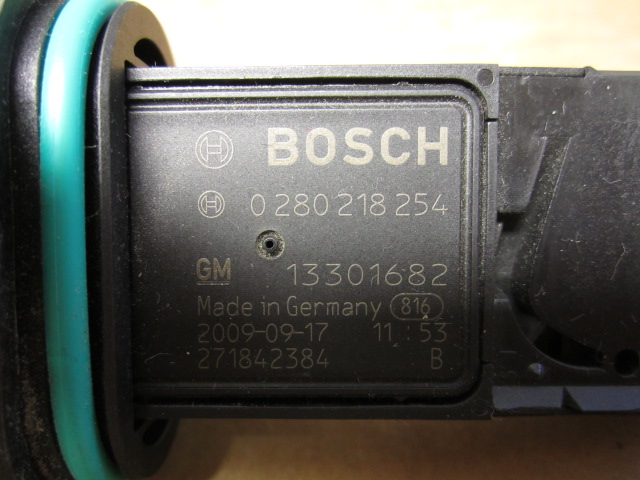 BOSCH
0 280 218 254
GM 13301682
Made in Germany 816
2009-09-17 11:53
271842384 B